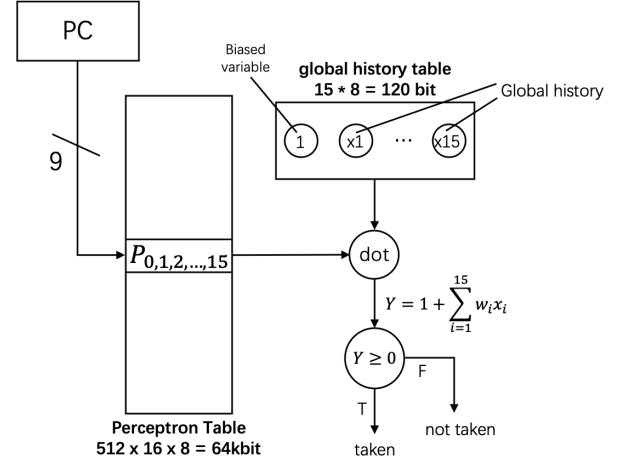 PC
Biased
variable
global history table
15 * 8 = 120 bit
Global history
1
x1
...
x15
9
P0,1,2,...,15
dot
Y = 1 + ∑ i=1 15 wixi
Y ≥ 0
F
T
not taken
taken
Perceptron Table
512 x 16 x 8 = 64kbit